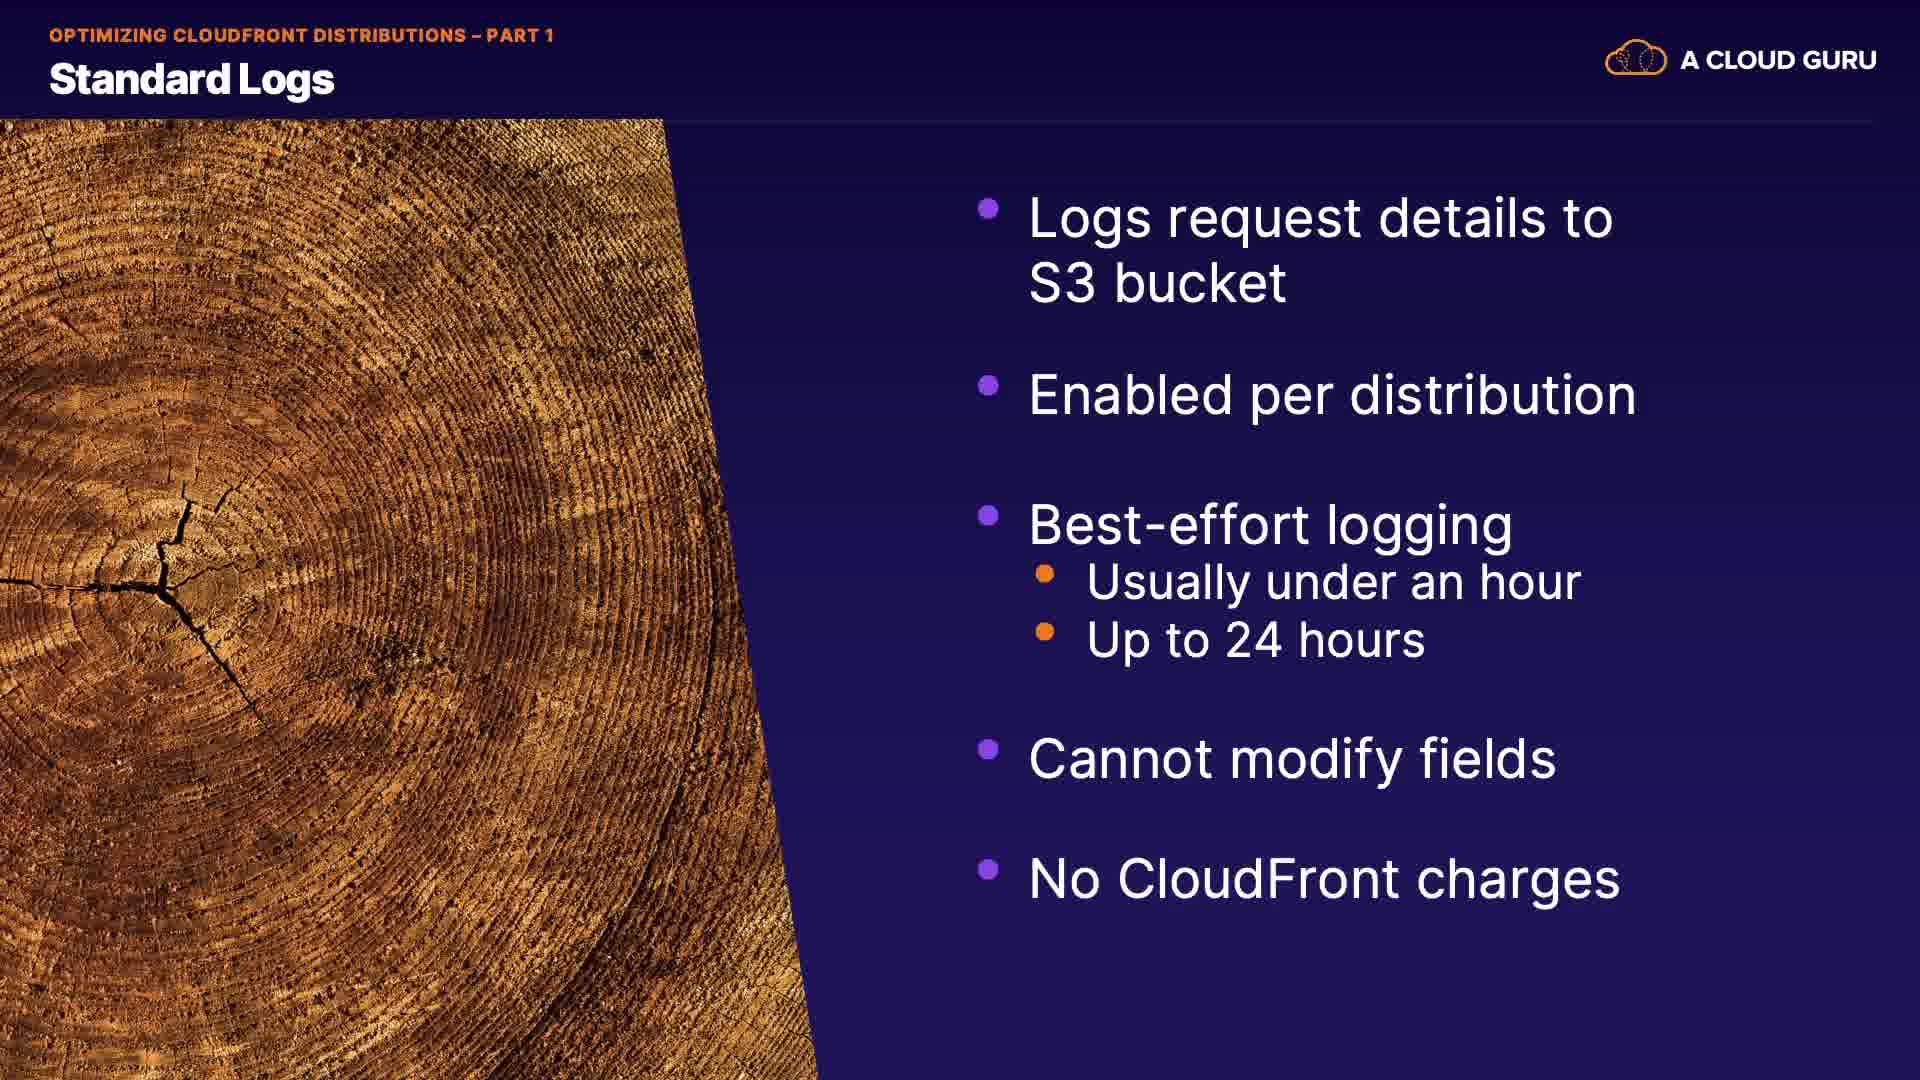 OPTIMIZING CLOUDFRONT DISTRIBUTIONS – PART 1
Standard Logs
A CLOUD GURU
Logs request details to
S3 bucket
Enabled per distribution
Best-effort logging
Usually under an hour
Up to 24 hours
Cannot modify fields
No CloudFront charges